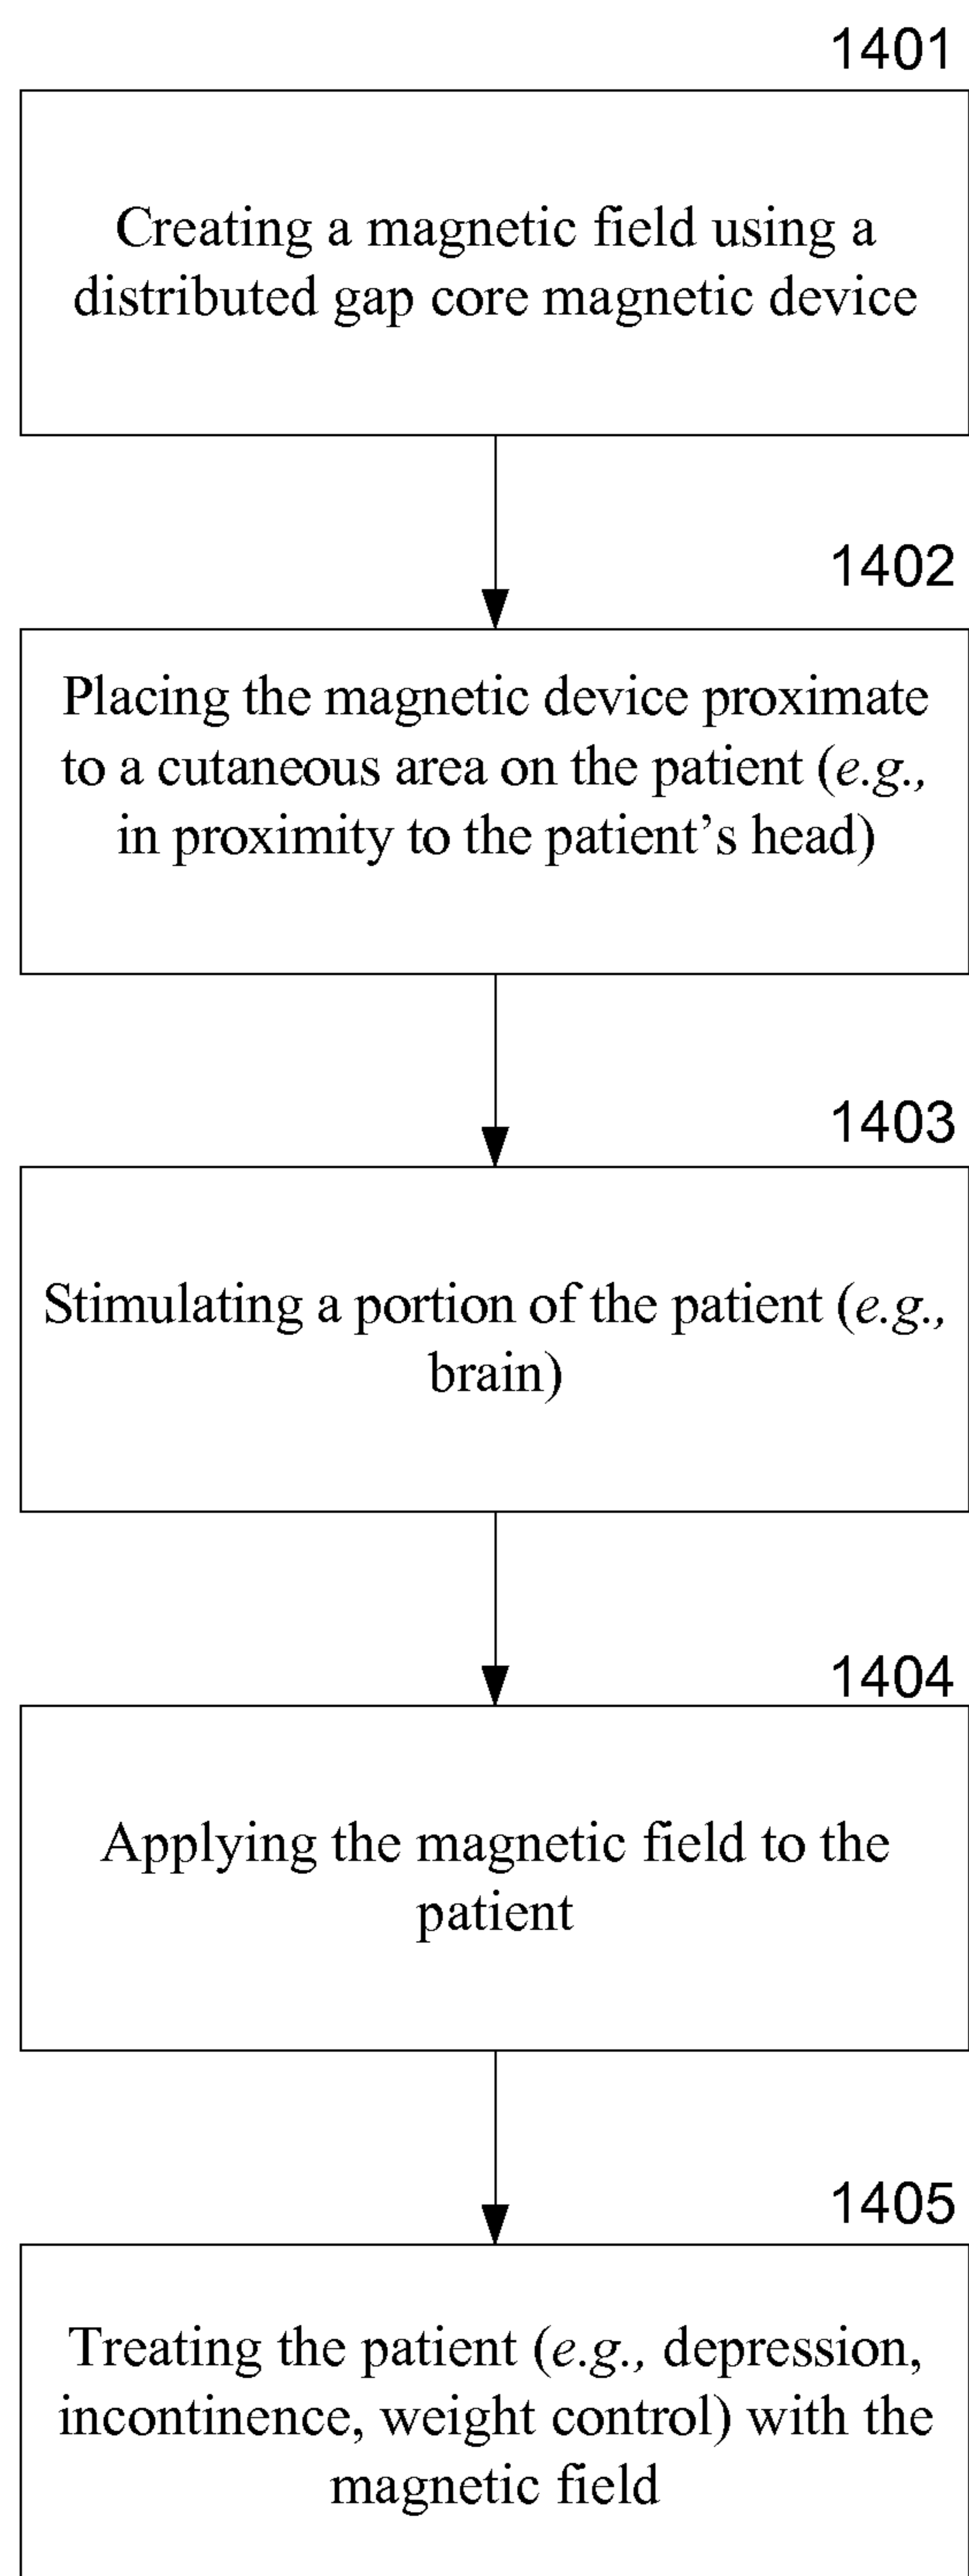 1401
Creating a magnetic field using a
distributed gap core magnetic device
1402
Placing the magnetic device proximate
to a cutaneous area on the patient (e.g.,
in proximity to the patient’s head)
1403
Stimulating a portion of the patient (e.g.,
brain)
1404
Applying the magnetic field to the
patient
1405
Treating the patient (e.g., depression,
incontinence, weight control) with the
magnetic field